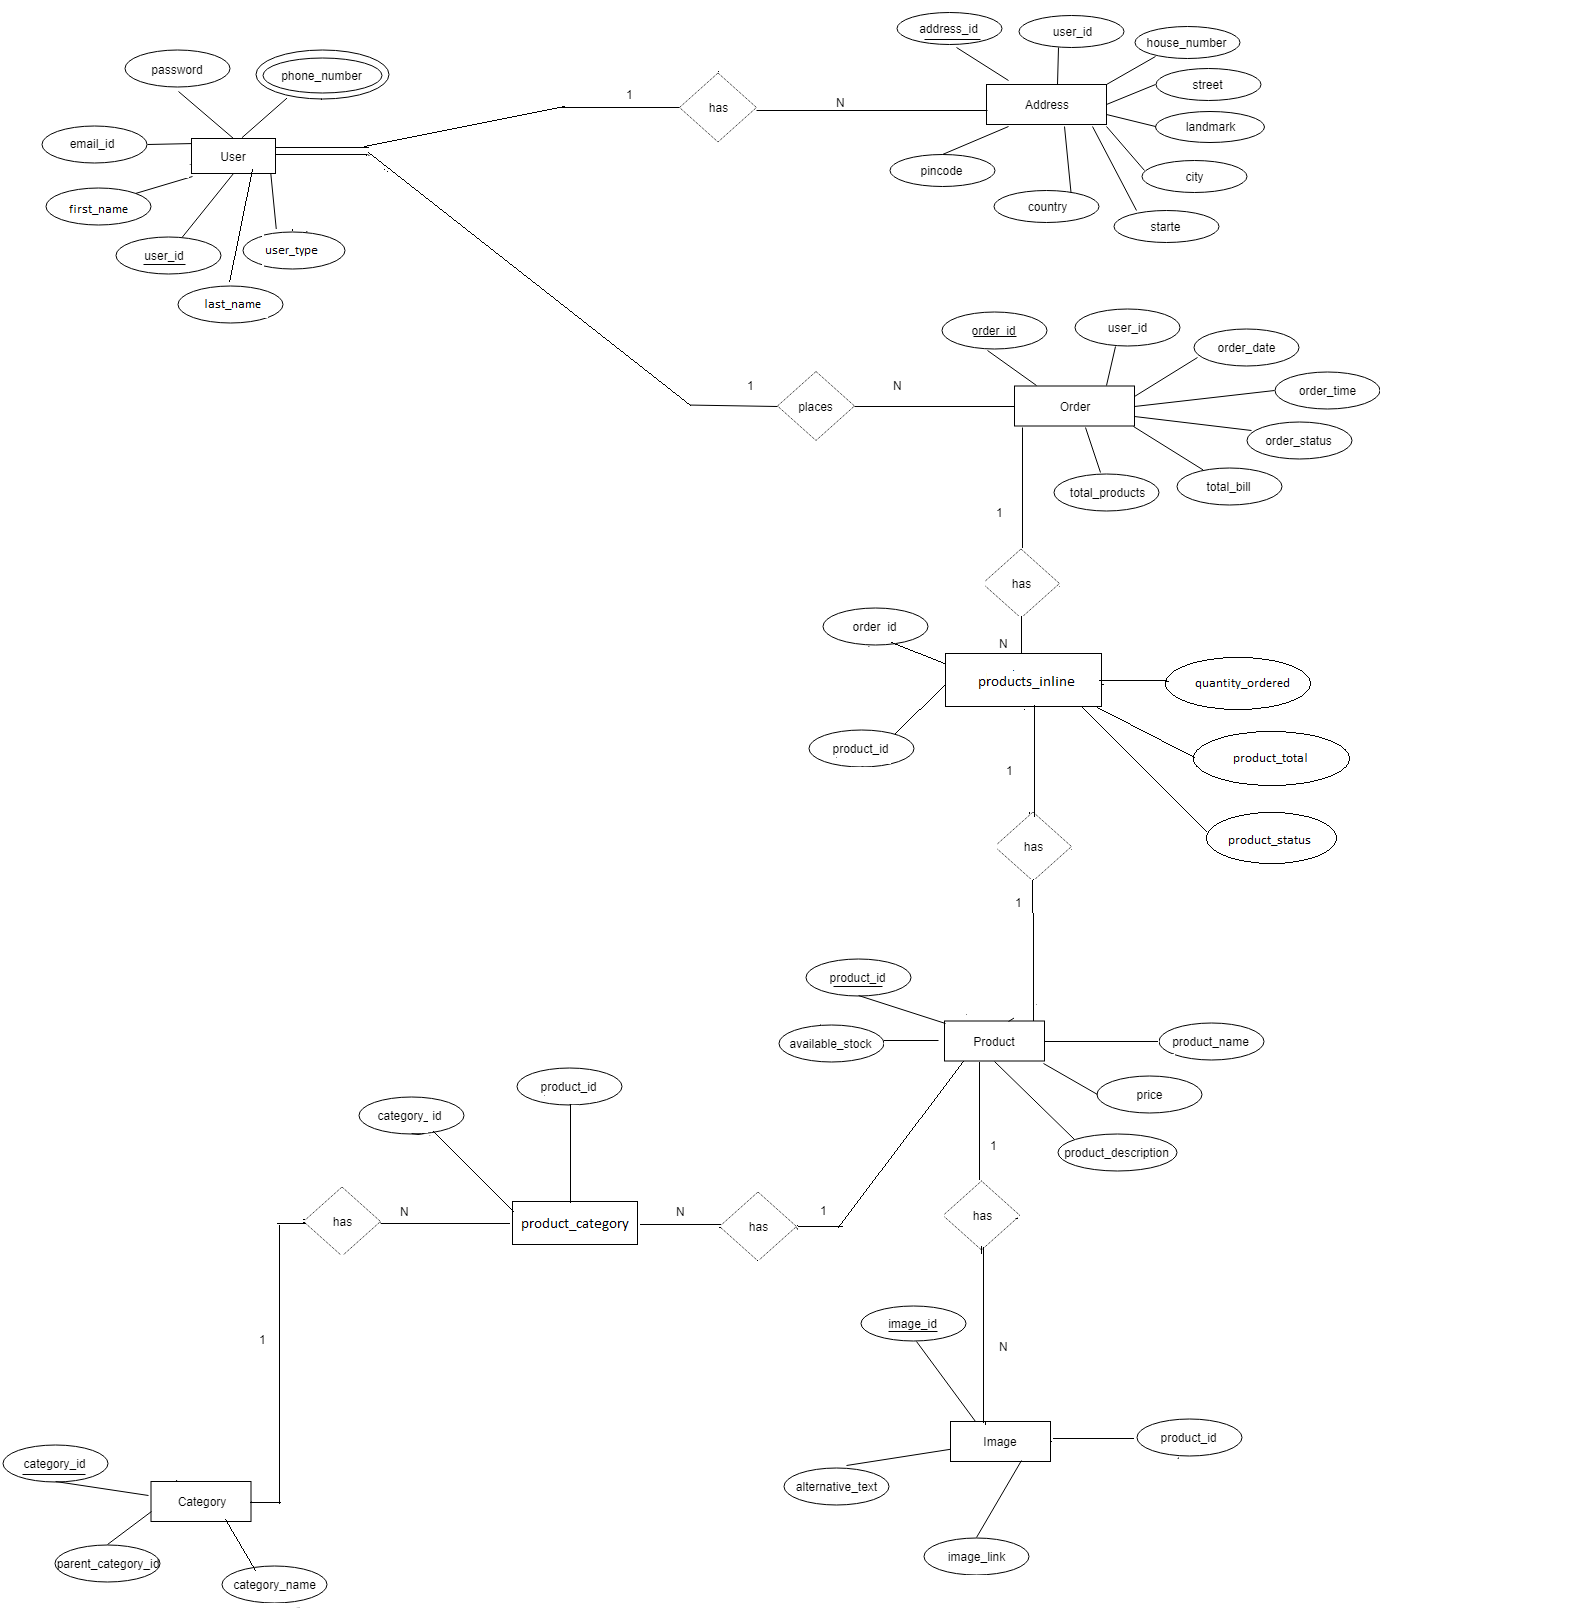 address_id
user_id
house_number
password
phone_number
street
1
has
N
Address
landmark
email_id
User
pincode
city
first_name
country
starte
user_id
user_type
last_name
order_id
user_id
order_date
1
places
N
Order
order_time
order_status
total_products
total_bill
1
has
order_id
N
products_inline
quantity_ordered
product_id
product_total
1
has
product_status
1
product_id
available_stock
Product
product_name
product_id
category_id
price
1
product_description
has
N
product_category
N
has
1
has
1
image_id
N
category_id
Category
Image
product_id
alternative_text
parent_category_id
category_name
image_link